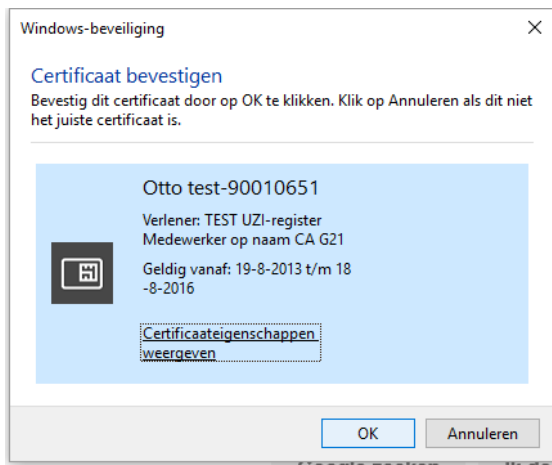 Windows-beveiliging
Certificaat bevestigen
Bevestig dit certificaat door op OK te klikken. Klik op Annuleren als dit niet
het juiste certificaat is.
Otto test-90010651
Verlener: TEST UZI-register
Medewerker op naam CA G21
Geldig vanaf: 19-8-2013 t/m 18
-8-2016
Certificaateigenschappen
weergeven
OK
Annuleren